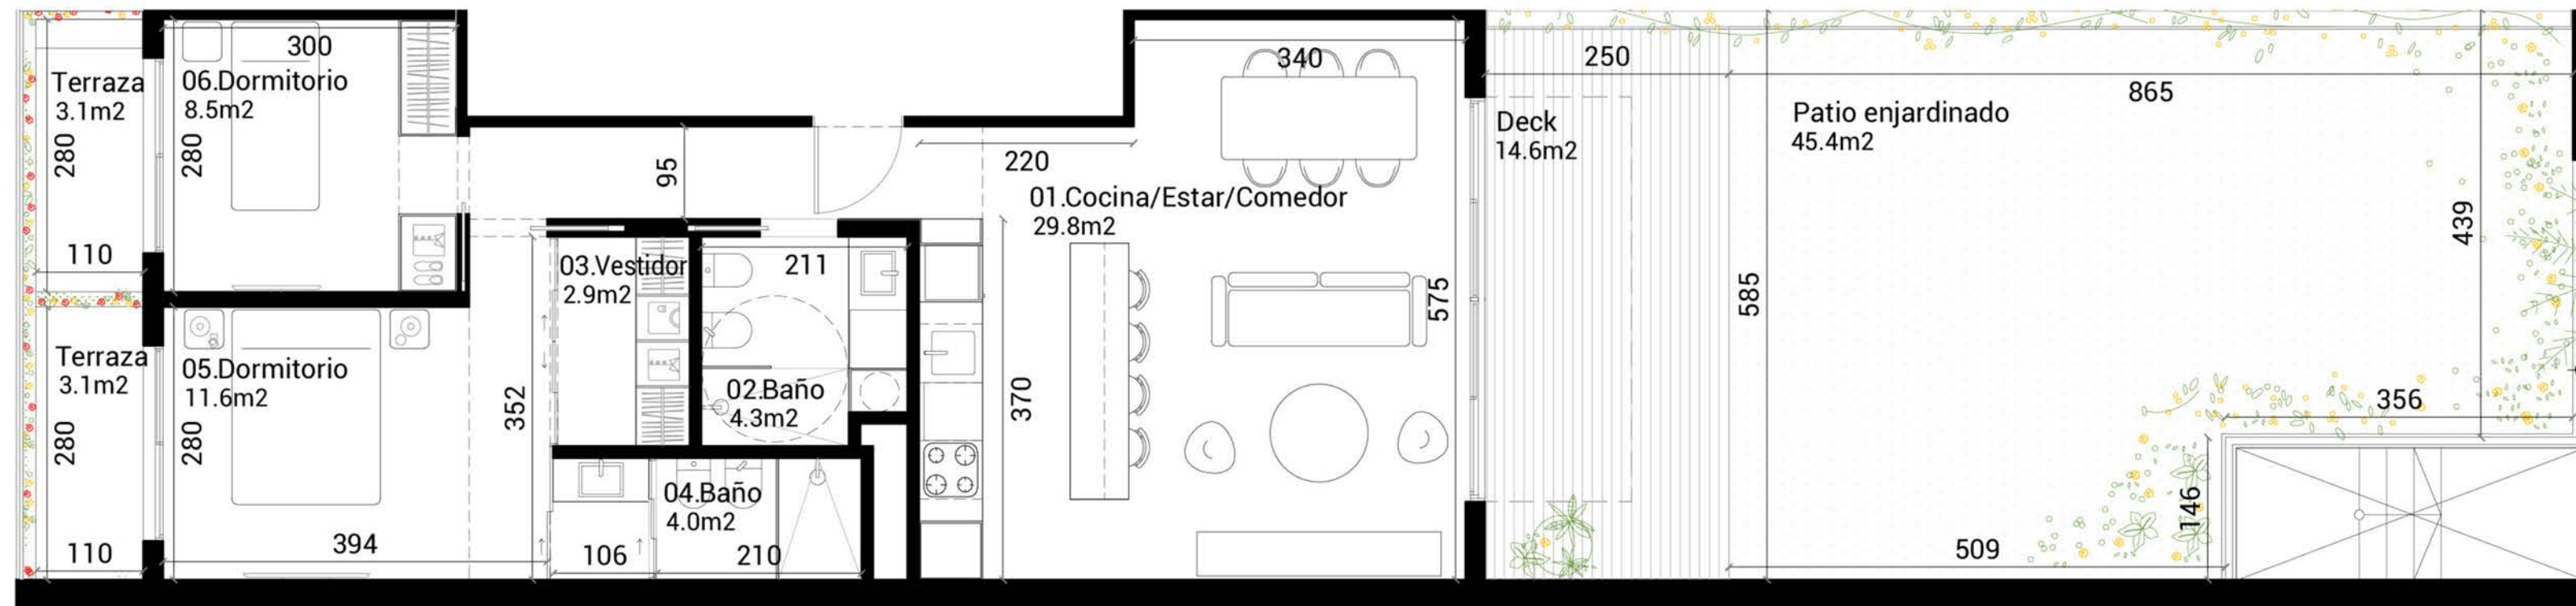 Terraza
3.1m2
280
110
300
06.Dormitorio
8.5m2
280
Terraza
3.1m2
280
110
05.Dormitorio
11.6m2
280
394
352
95
03.Vestidor
2.9m2
211
02.Baño
4.3m2
04.Baño
4.0m2
106
210
220
370
340
01.Cocina/Estar/Comedor
29.8m2
575
250
Deck
14.6m2
585
865
Patio enjardinado
45.4m2
439
356
146
509